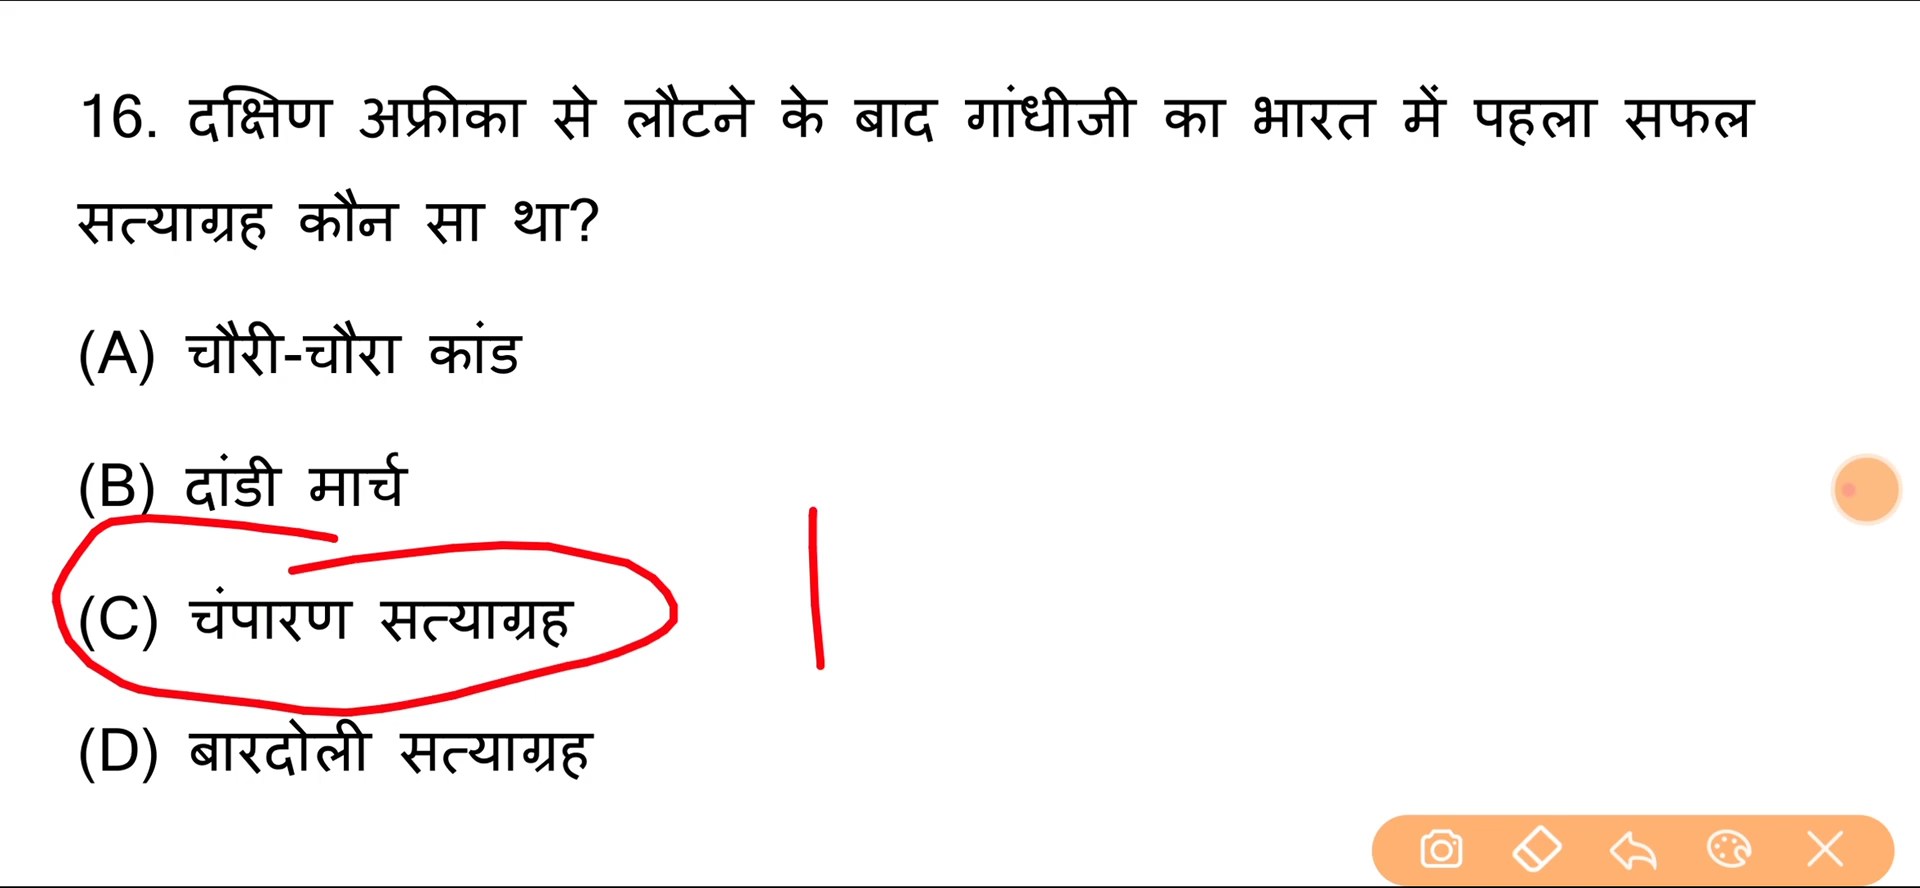 16. दक्षिण अफ्रीका से लौटने के बाद गांधीजी का भारत में पहला सफल
सत्याग्रह कौन सा था?
(A) चौरी-चौरा कांड
(B) दांडी मार्च
(C) चंपारण सत्याग्रह
(D) बारदोली सत्याग्रह